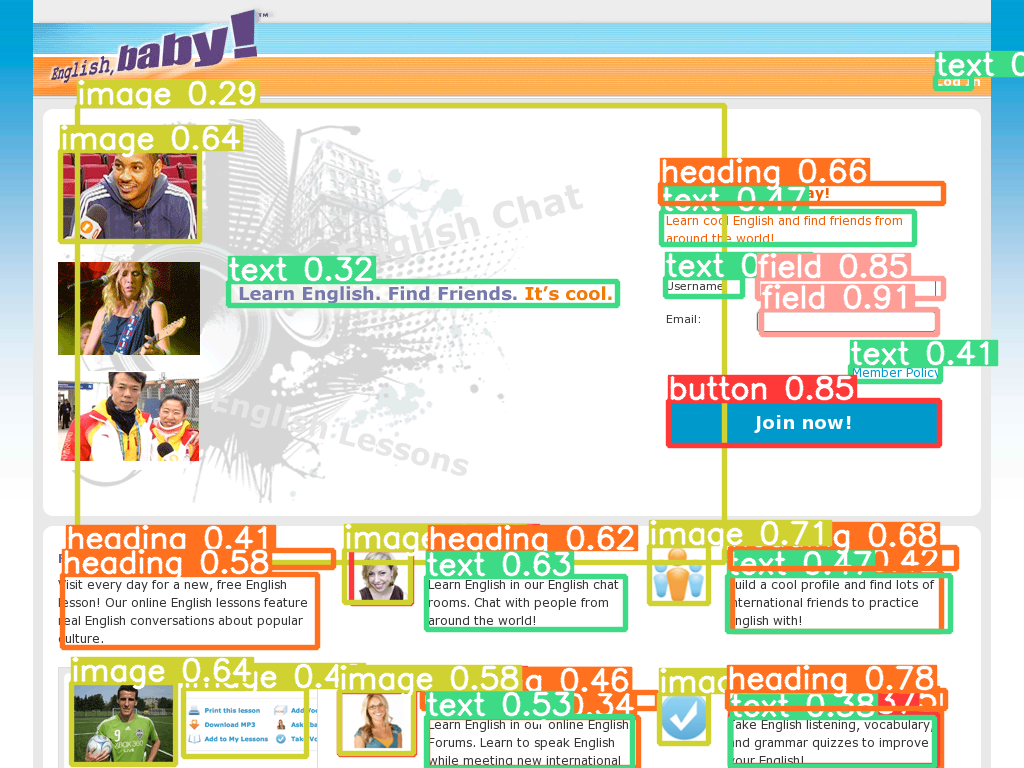 English, baby!™
text 0
Log in
image 0.29
image 0.64
heading 0.66
text 0.47
ay!
Learn cool English and find friends from
around the world!
English Chat
text 0.32
Learn English. Find Friends. It's cool.
text 0
field 0.85
Username
field 0.91
Email:
text 0.41
Member Policy
button 0.85
Join now!
English Lessons
heading 0.41
heading 0.58
Visit every day for a new, free English
lesson! Our online English lessons feature
real English conversations about popular
culture.
image
heading 0.62
text 0.63
Learn English in our English chat
rooms. Chat with people from
around the world!
image 0.71
g 0.68
text 0.47
0.42
Build a cool profile and find lots of
international friends to practice
English with!
image 0.64
image 0.4
Print this lesson
Download MP3
Add to My Lessons
image 0.58
g 0.46
text 0.53
0.34
Learn English in our online English
Forums. Learn to speak English
while meeting new international
image
heading 0.78
text 0.38
Take English listening, vocabulary,
and grammar quizzes to improve
your English!